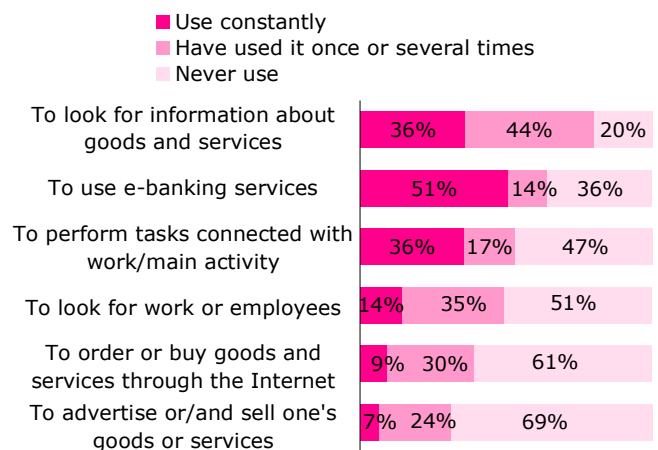 Use constantly
Have used it once or several times
Never use
To look for information about
goods and services
36% 44% 20%
To use e-banking services
51% 14% 36%
To perform tasks connected with
work/main activity
36% 17% 47%
To look for work or employees
14% 35% 51%
To order or buy goods and
services through the Internet
9% 30% 61%
To advertise or/and sell one's
goods or services
7% 24% 69%